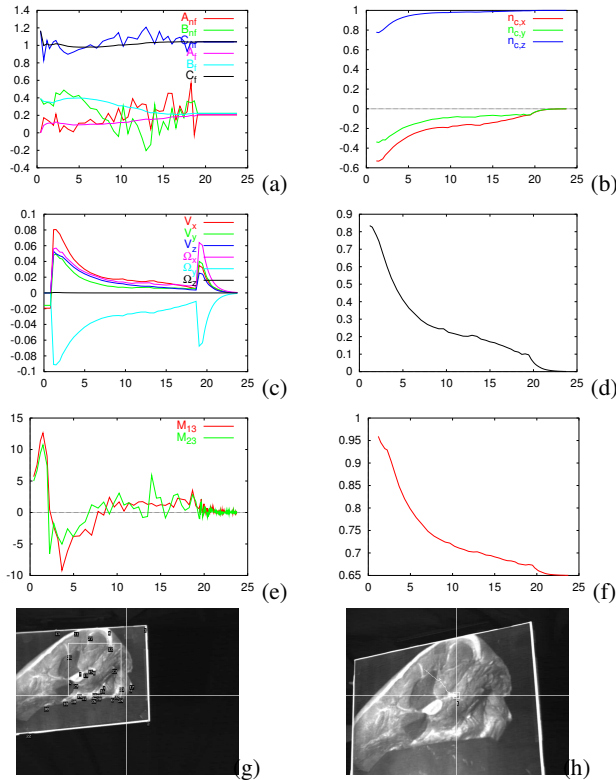 1.4
1.2
1
0.8
0.6
0.4
0.2
0
-0.2
-0.4
0 5 10 15 20 25
A_nf
B_nf
A_f
B_f
C_f
(a)
1
0.8
0.6
0.4
0.2
0
-0.2
-0.4
-0.6
0 5 10 15 20 25
n_c,x
n_c,y
n_c,z
(b)
0.1
0.08
0.06
0.04
0.02
0
-0.02
-0.04
-0.06
-0.08
-0.1
0 5 10 15 20 25
V_x
V_y
V_z
Ω_x
Ω_z
(c)
0.9
0.8
0.7
0.6
0.5
0.4
0.3
0.2
0.1
0
0 5 10 15 20 25
(d)
15
10
5
0
-5
-10
0 5 10 15 20 25
M_13
M_23
(e)
1
0.95
0.9
0.85
0.8
0.75
0.7
0.65
0 5 10 15 20 25
(f)
(g)
(h)